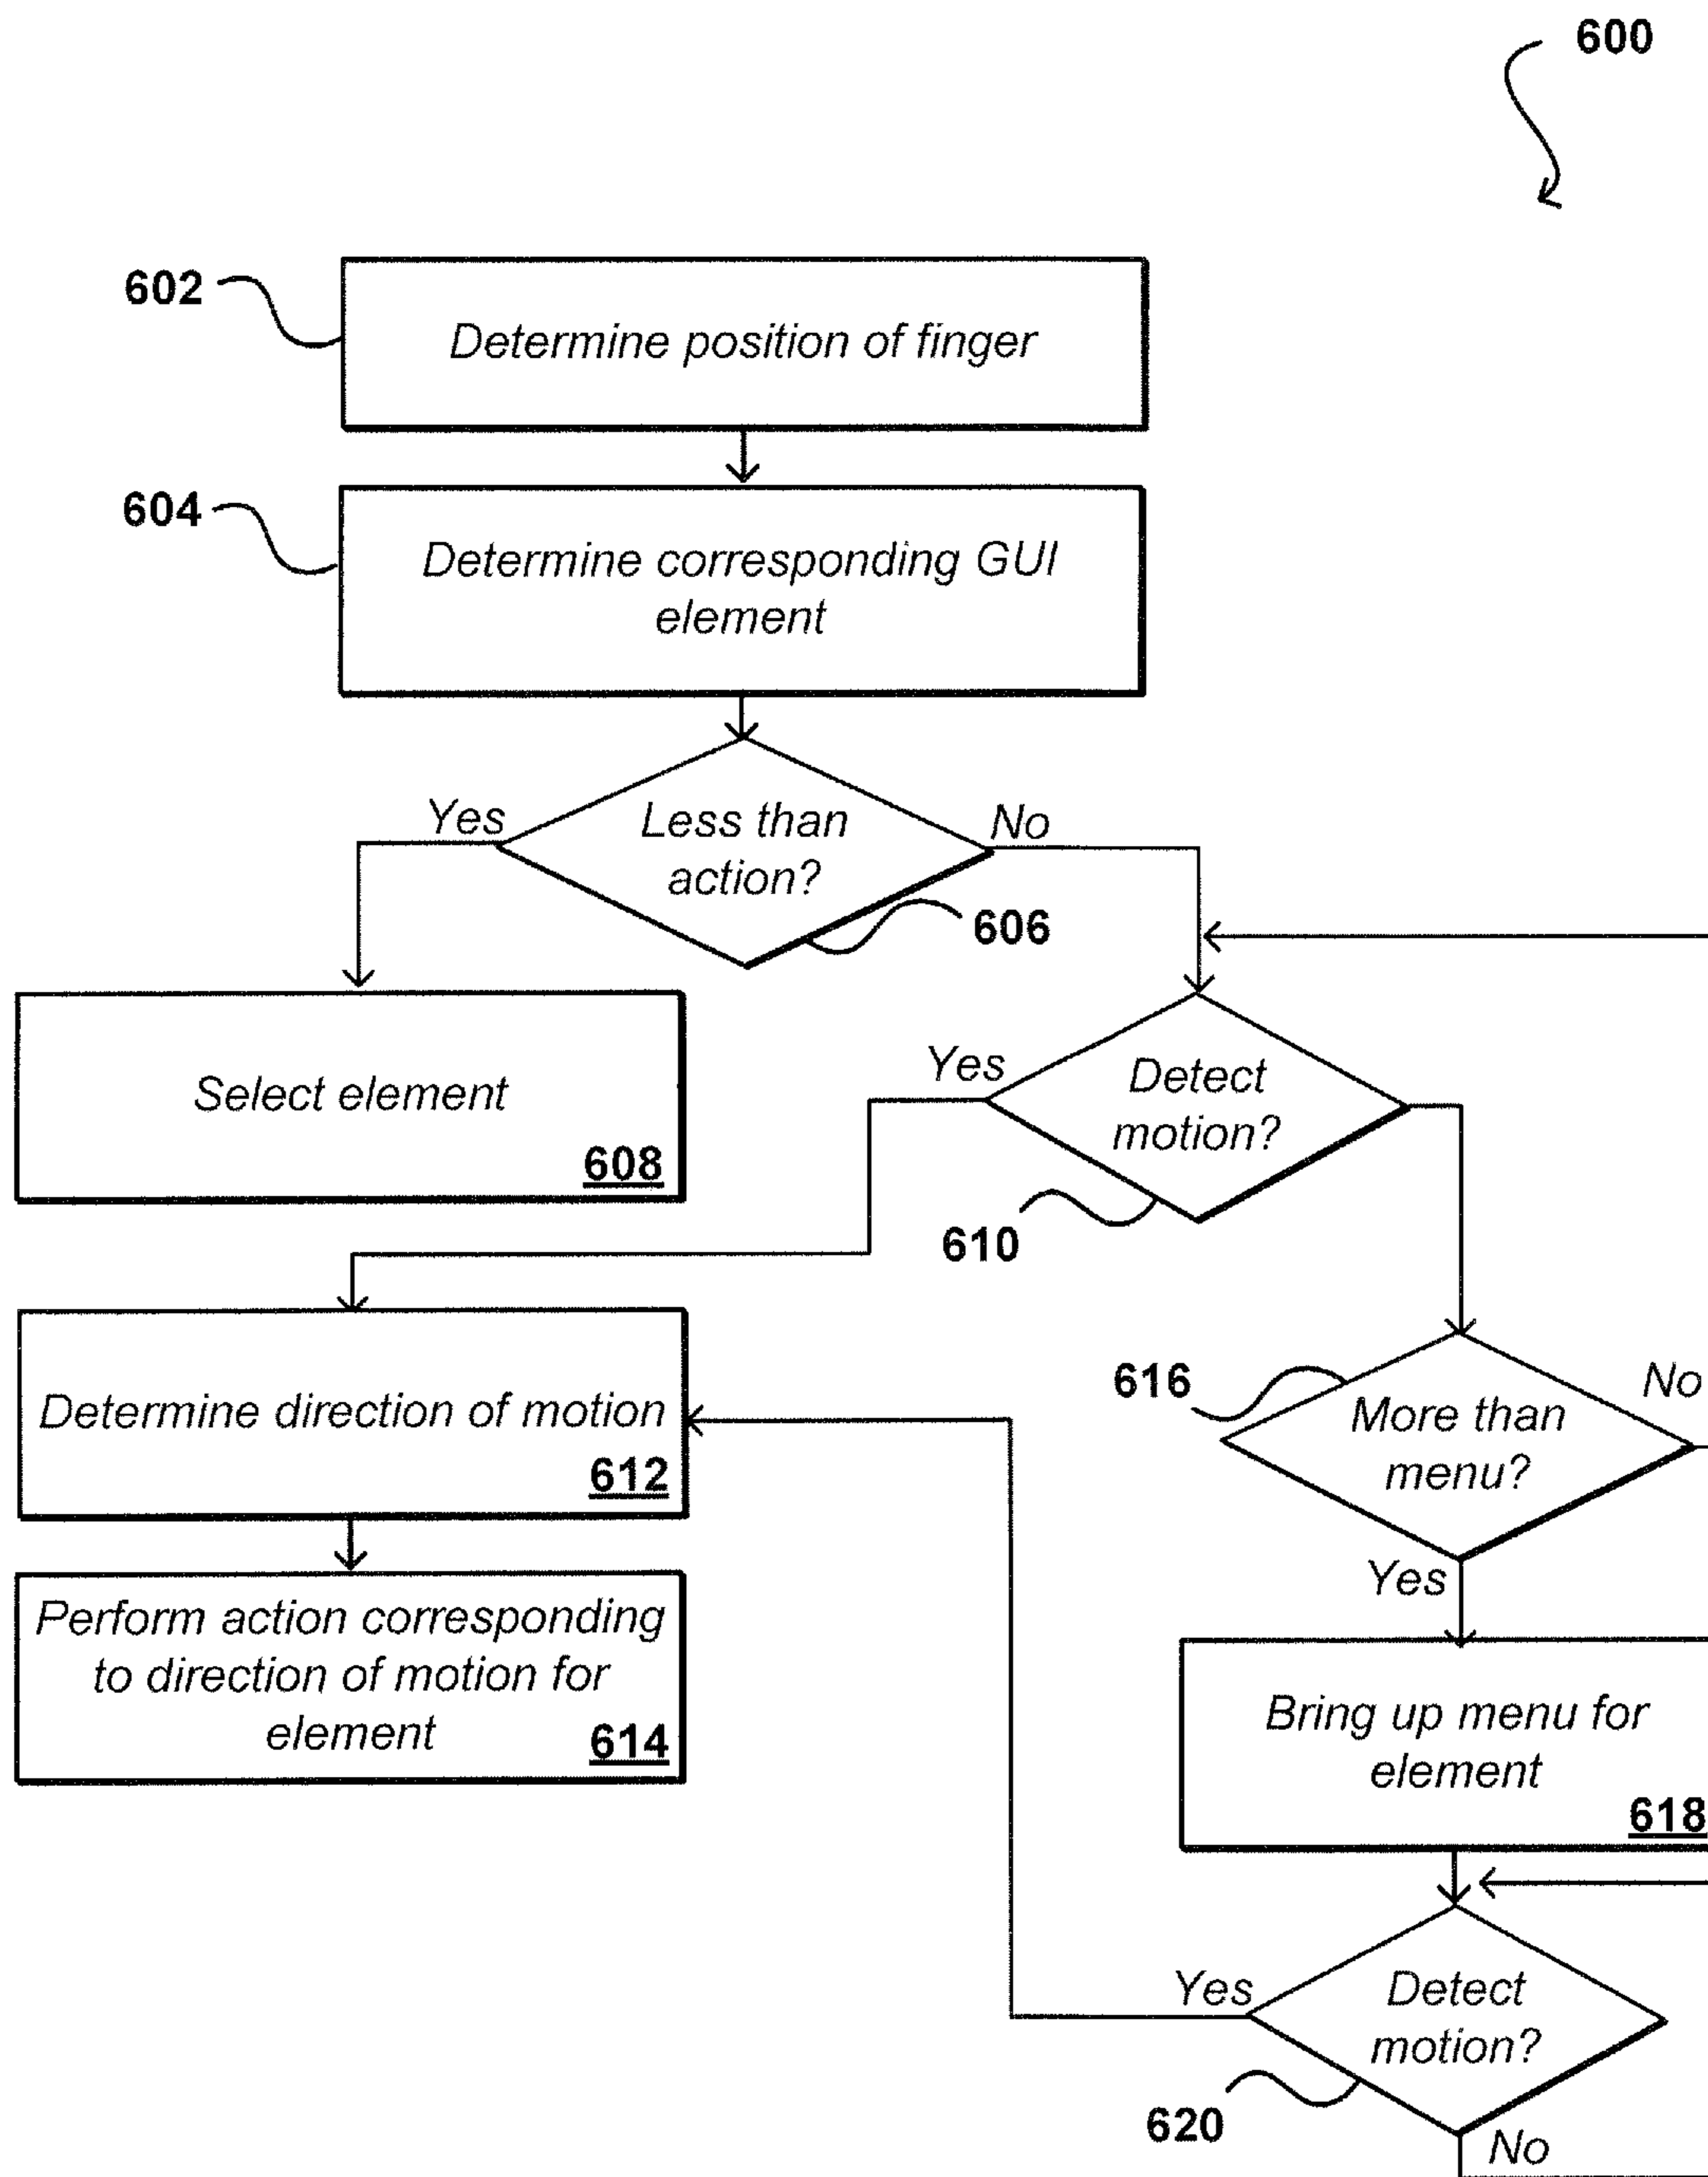 600
602
Determine position of finger
604
Determine corresponding GUI
element
Yes
Less than
action?
No
606
Select element
608
Yes
Detect
motion?
610
Determine direction of motion
612
616
More than
menu?
No
Yes
Perform action corresponding
to direction of motion for
element
614
Bring up menu for
element
618
Yes
Detect
motion?
620
No